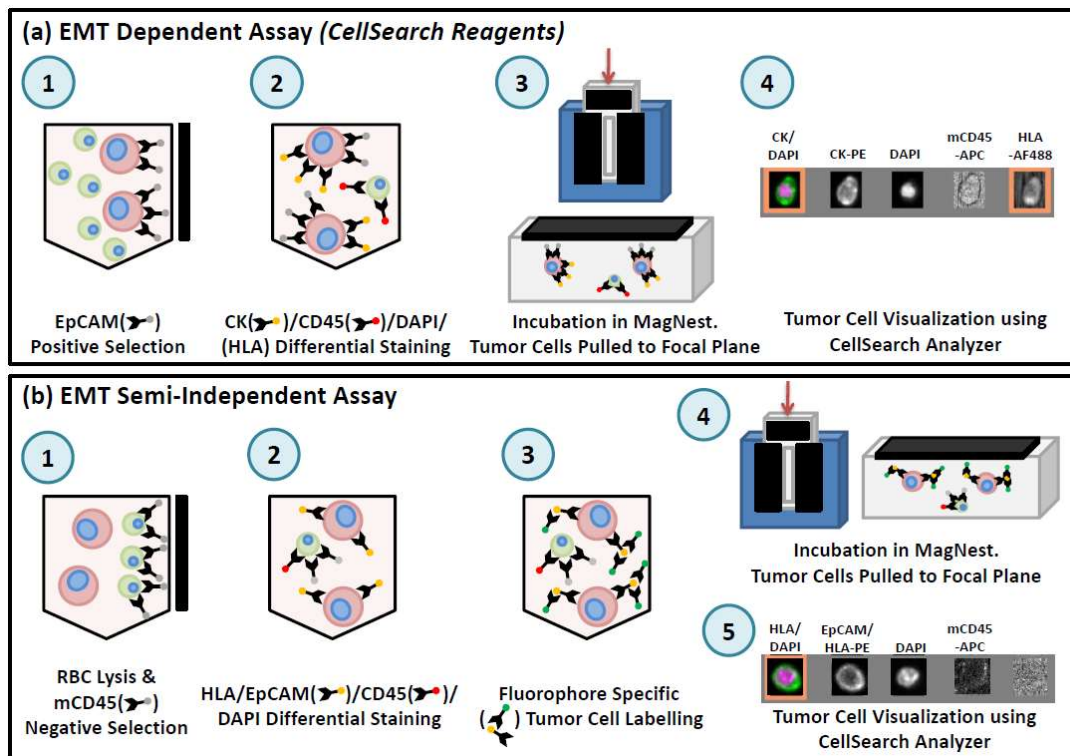 (a) EMT Dependent Assay (CellSearch Reagents)
1
2
3
4
CK/
DAPI
CK-PE
DAPI
mCD45
-APC
HLA
-AF488
EpCAM( )
Positive Selection
CK( )/CD45( )/DAPI/
(HLA) Differential Staining
Incubation in MagNest.
Tumor Cells Pulled to Focal Plane
Tumor Cell Visualization using
CellSearch Analyzer
(b) EMT Semi-Independent Assay
1
2
3
4
Incubation in MagNest.
Tumor Cells Pulled to Focal Plane
RBC Lysis &
mCD45( )
Negative Selection
HLA/EpCAM( )/CD45( )/
DAPI Differential Staining
Fluorophore Specific
( ) Tumor Cell Labelling
5
HLA/
DAPI
EpCAM/
HLA-PE
DAPI
mCD45
-APC
Tumor Cell Visualization using
CellSearch Analyzer